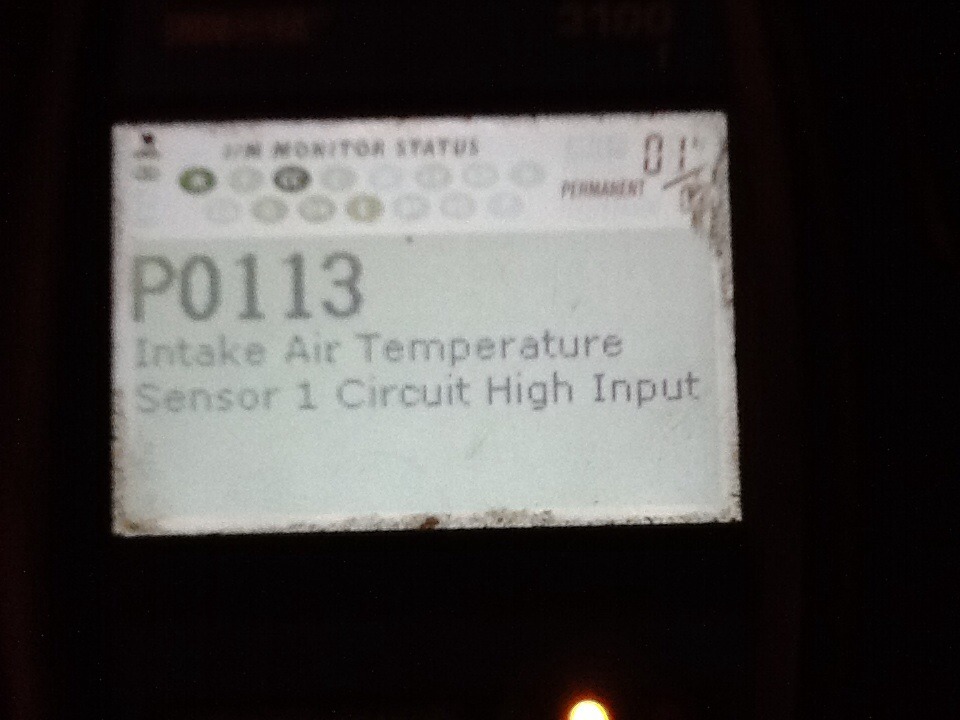 I/M MONITOR STATUS
01
PERMANENT
P0113
Intake Air Temperature
Sensor 1 Circuit High Input